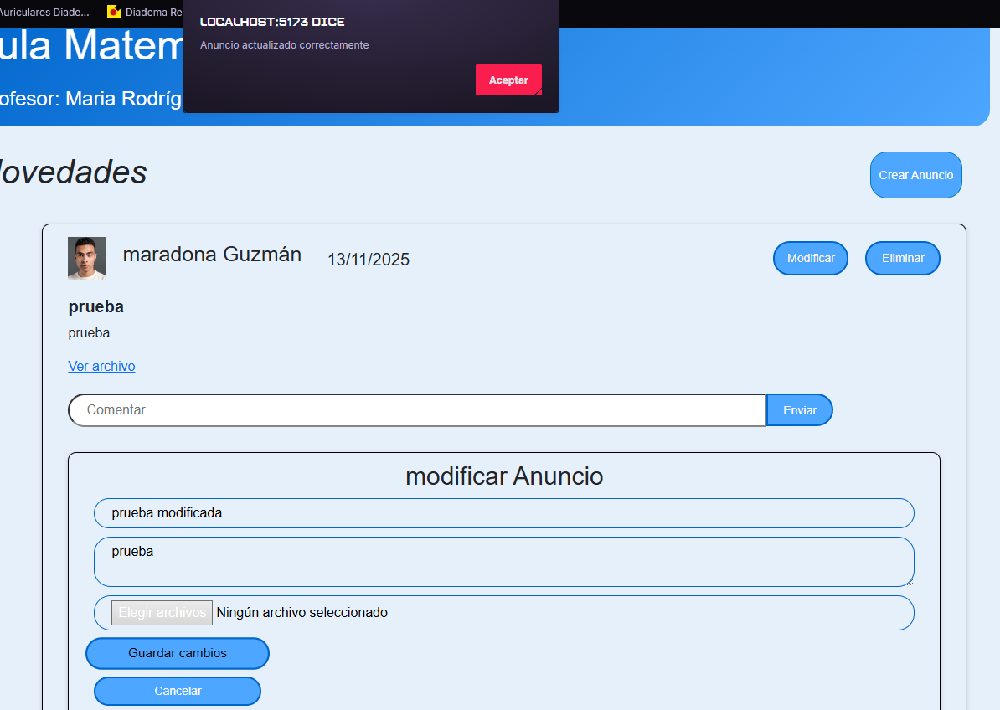 Auriculares Diade... Diadema Re
LOCALHOST:5173 DICE
Anuncio actualizado correctamente
Aceptar
ula Matem
ofesor: Maria Rodríg
ovedades
Crear Anuncio
maradona Guzmán 13/11/2025 Modificar Eliminar
prueba
prueba
Ver archivo
Comentar Enviar
modificar Anuncio
prueba modificada
prueba
Elegir archivos Ningún archivo seleccionado
Guardar cambios
Cancelar